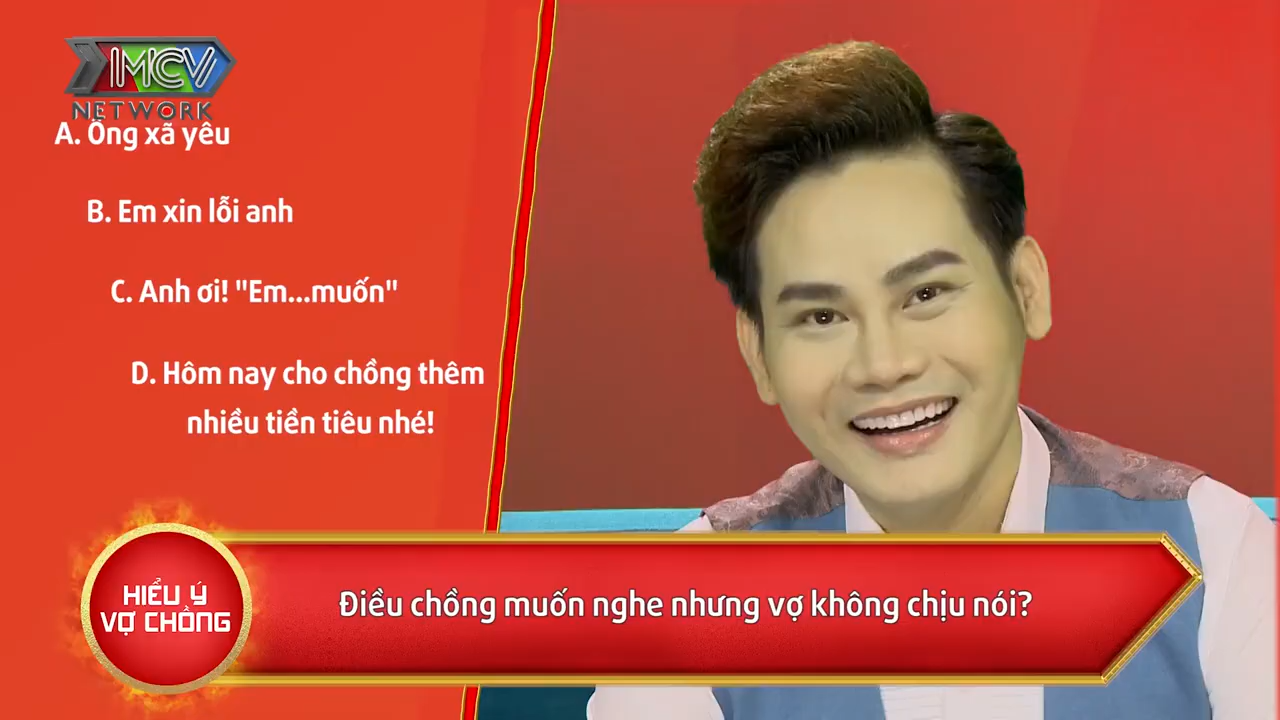 MCV
NETWORK
A. Ông xã yêu
B. Em xin lỗi anh
C. Anh ơi! "Em...muốn"
D. Hôm nay cho chồng thêm
nhiều tiền tiêu nhé!
HIỂU Ý
VỢ CHỒNG
Điều chồng muốn nghe nhưng vợ không chịu nói?